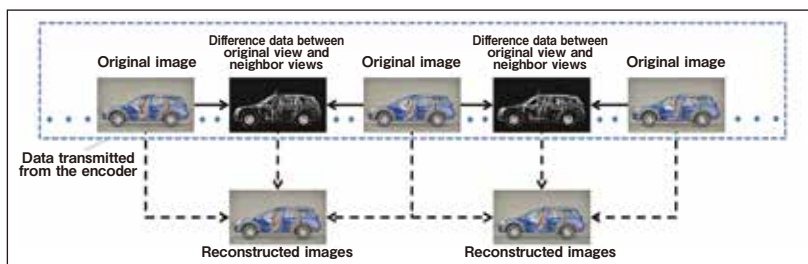 Difference data between
original view and
neighbor views
Difference data between
original view and
neighbor views
Original image
Original image
Original image
Data transmitted
from the encoder
Reconstructed images
Reconstructed images